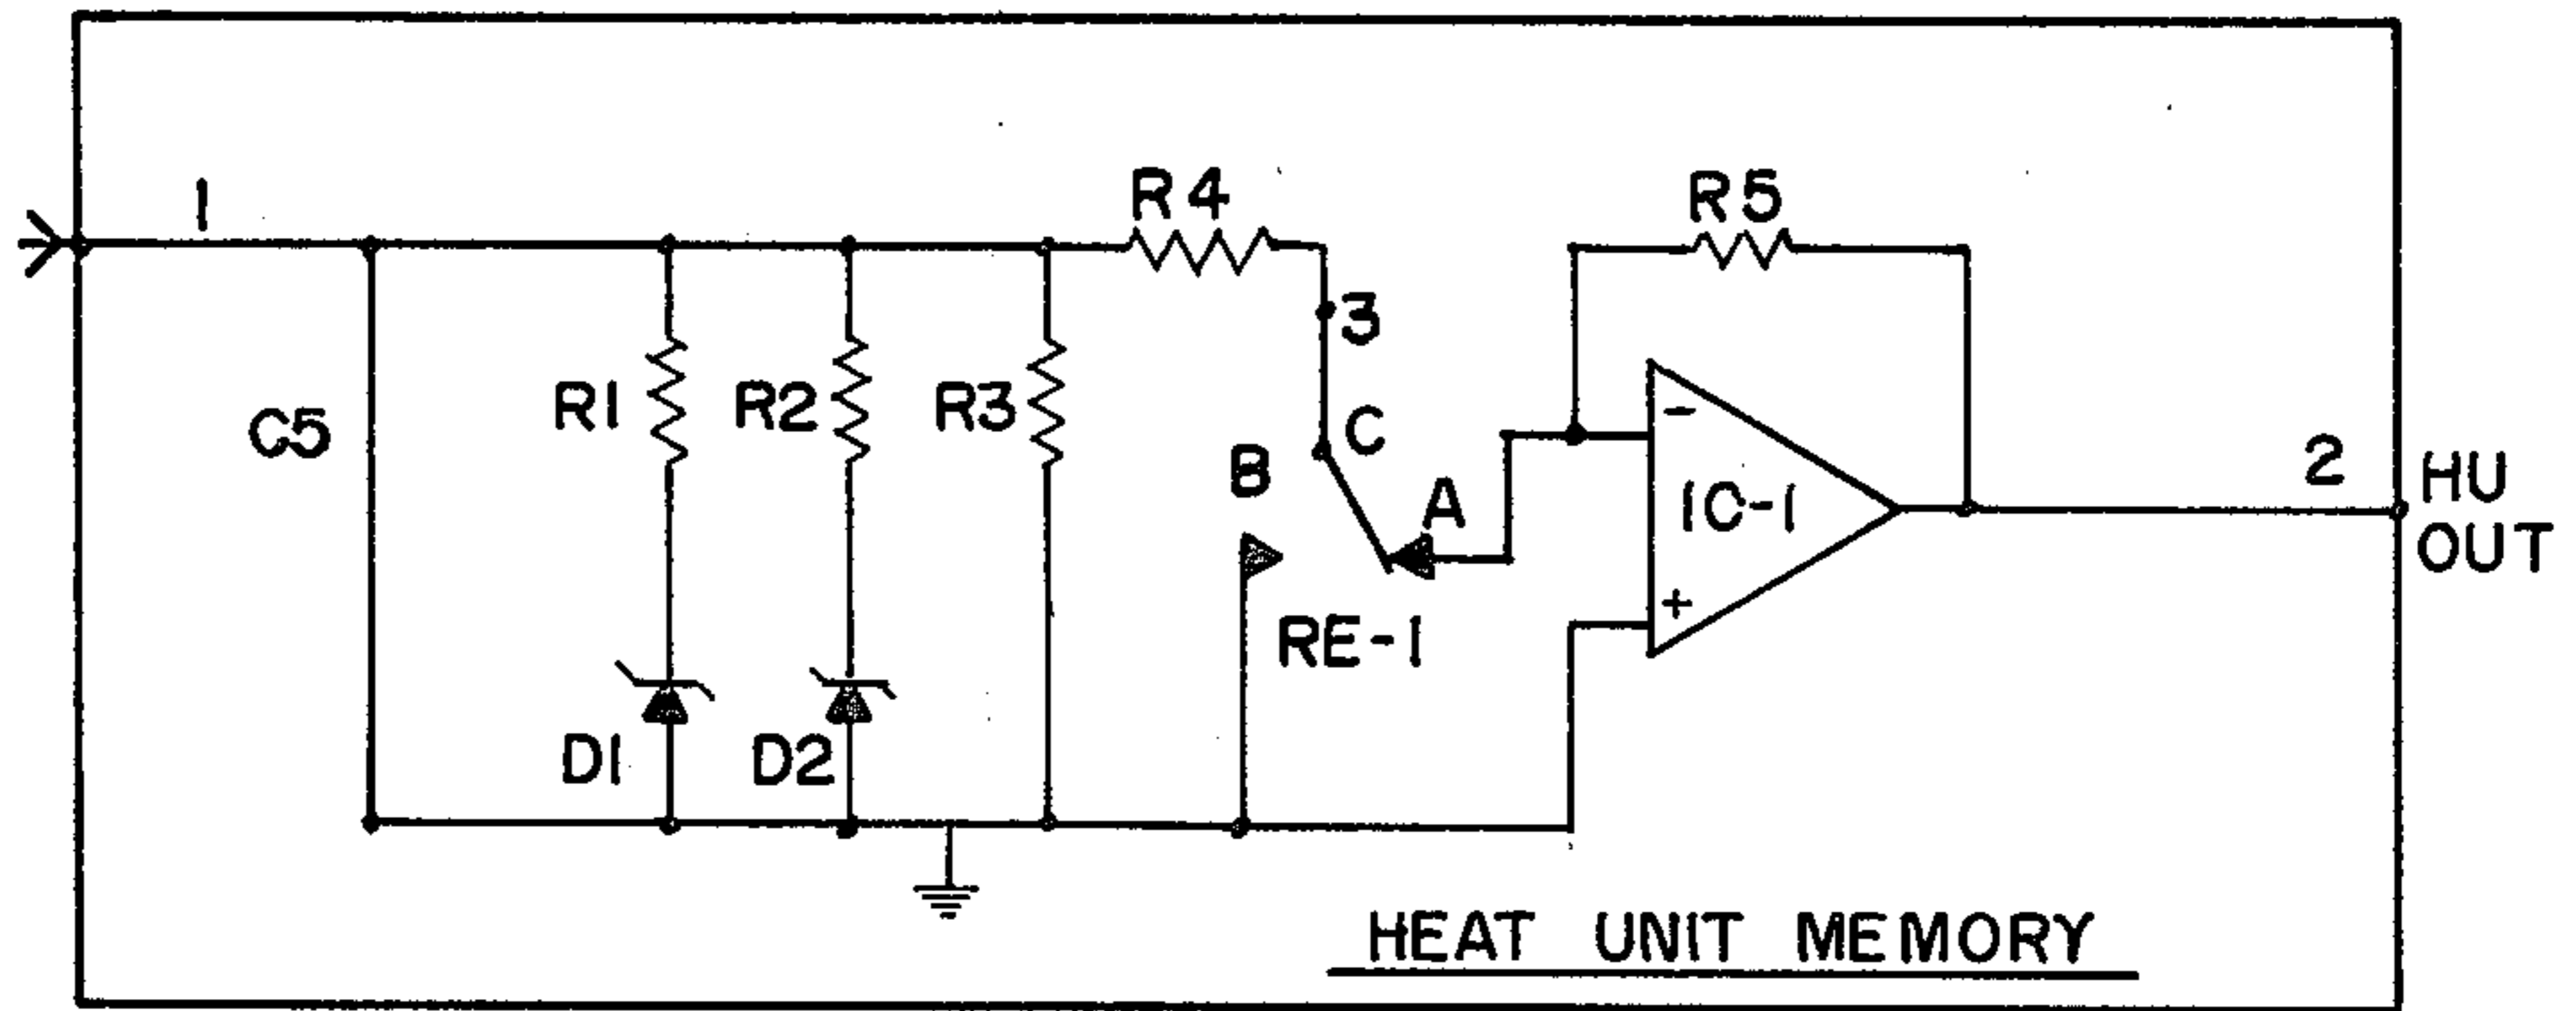 1
R4
R5
3
C5
R1
R2
R3
C
B
A
-
IC-1
+
2
HU
OUT
RE-1
D1
D2
HEAT UNIT MEMORY